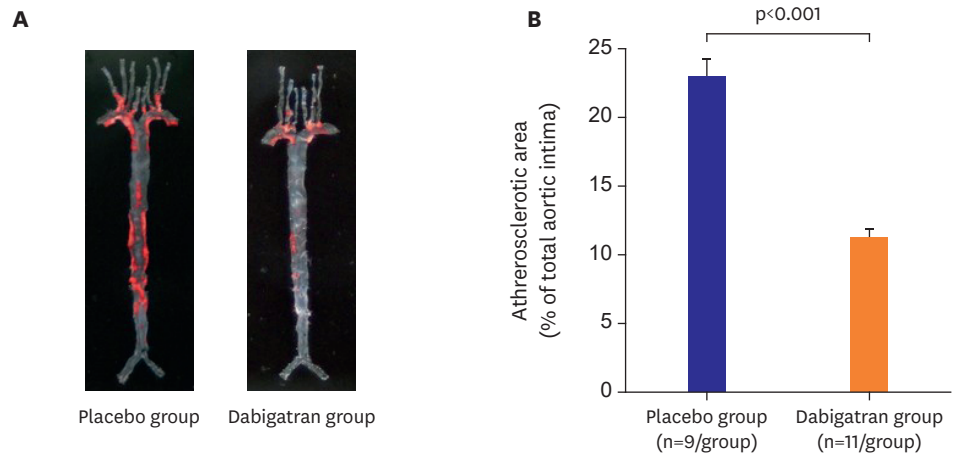 A
Placebo group
Dabigatran group
B
p<0.001
Athrerosclerotic area
(% of total aortic intima)
25
20
15
10
5
0
Placebo group
(n=9/group)
Dabigatran group
(n=11/group)